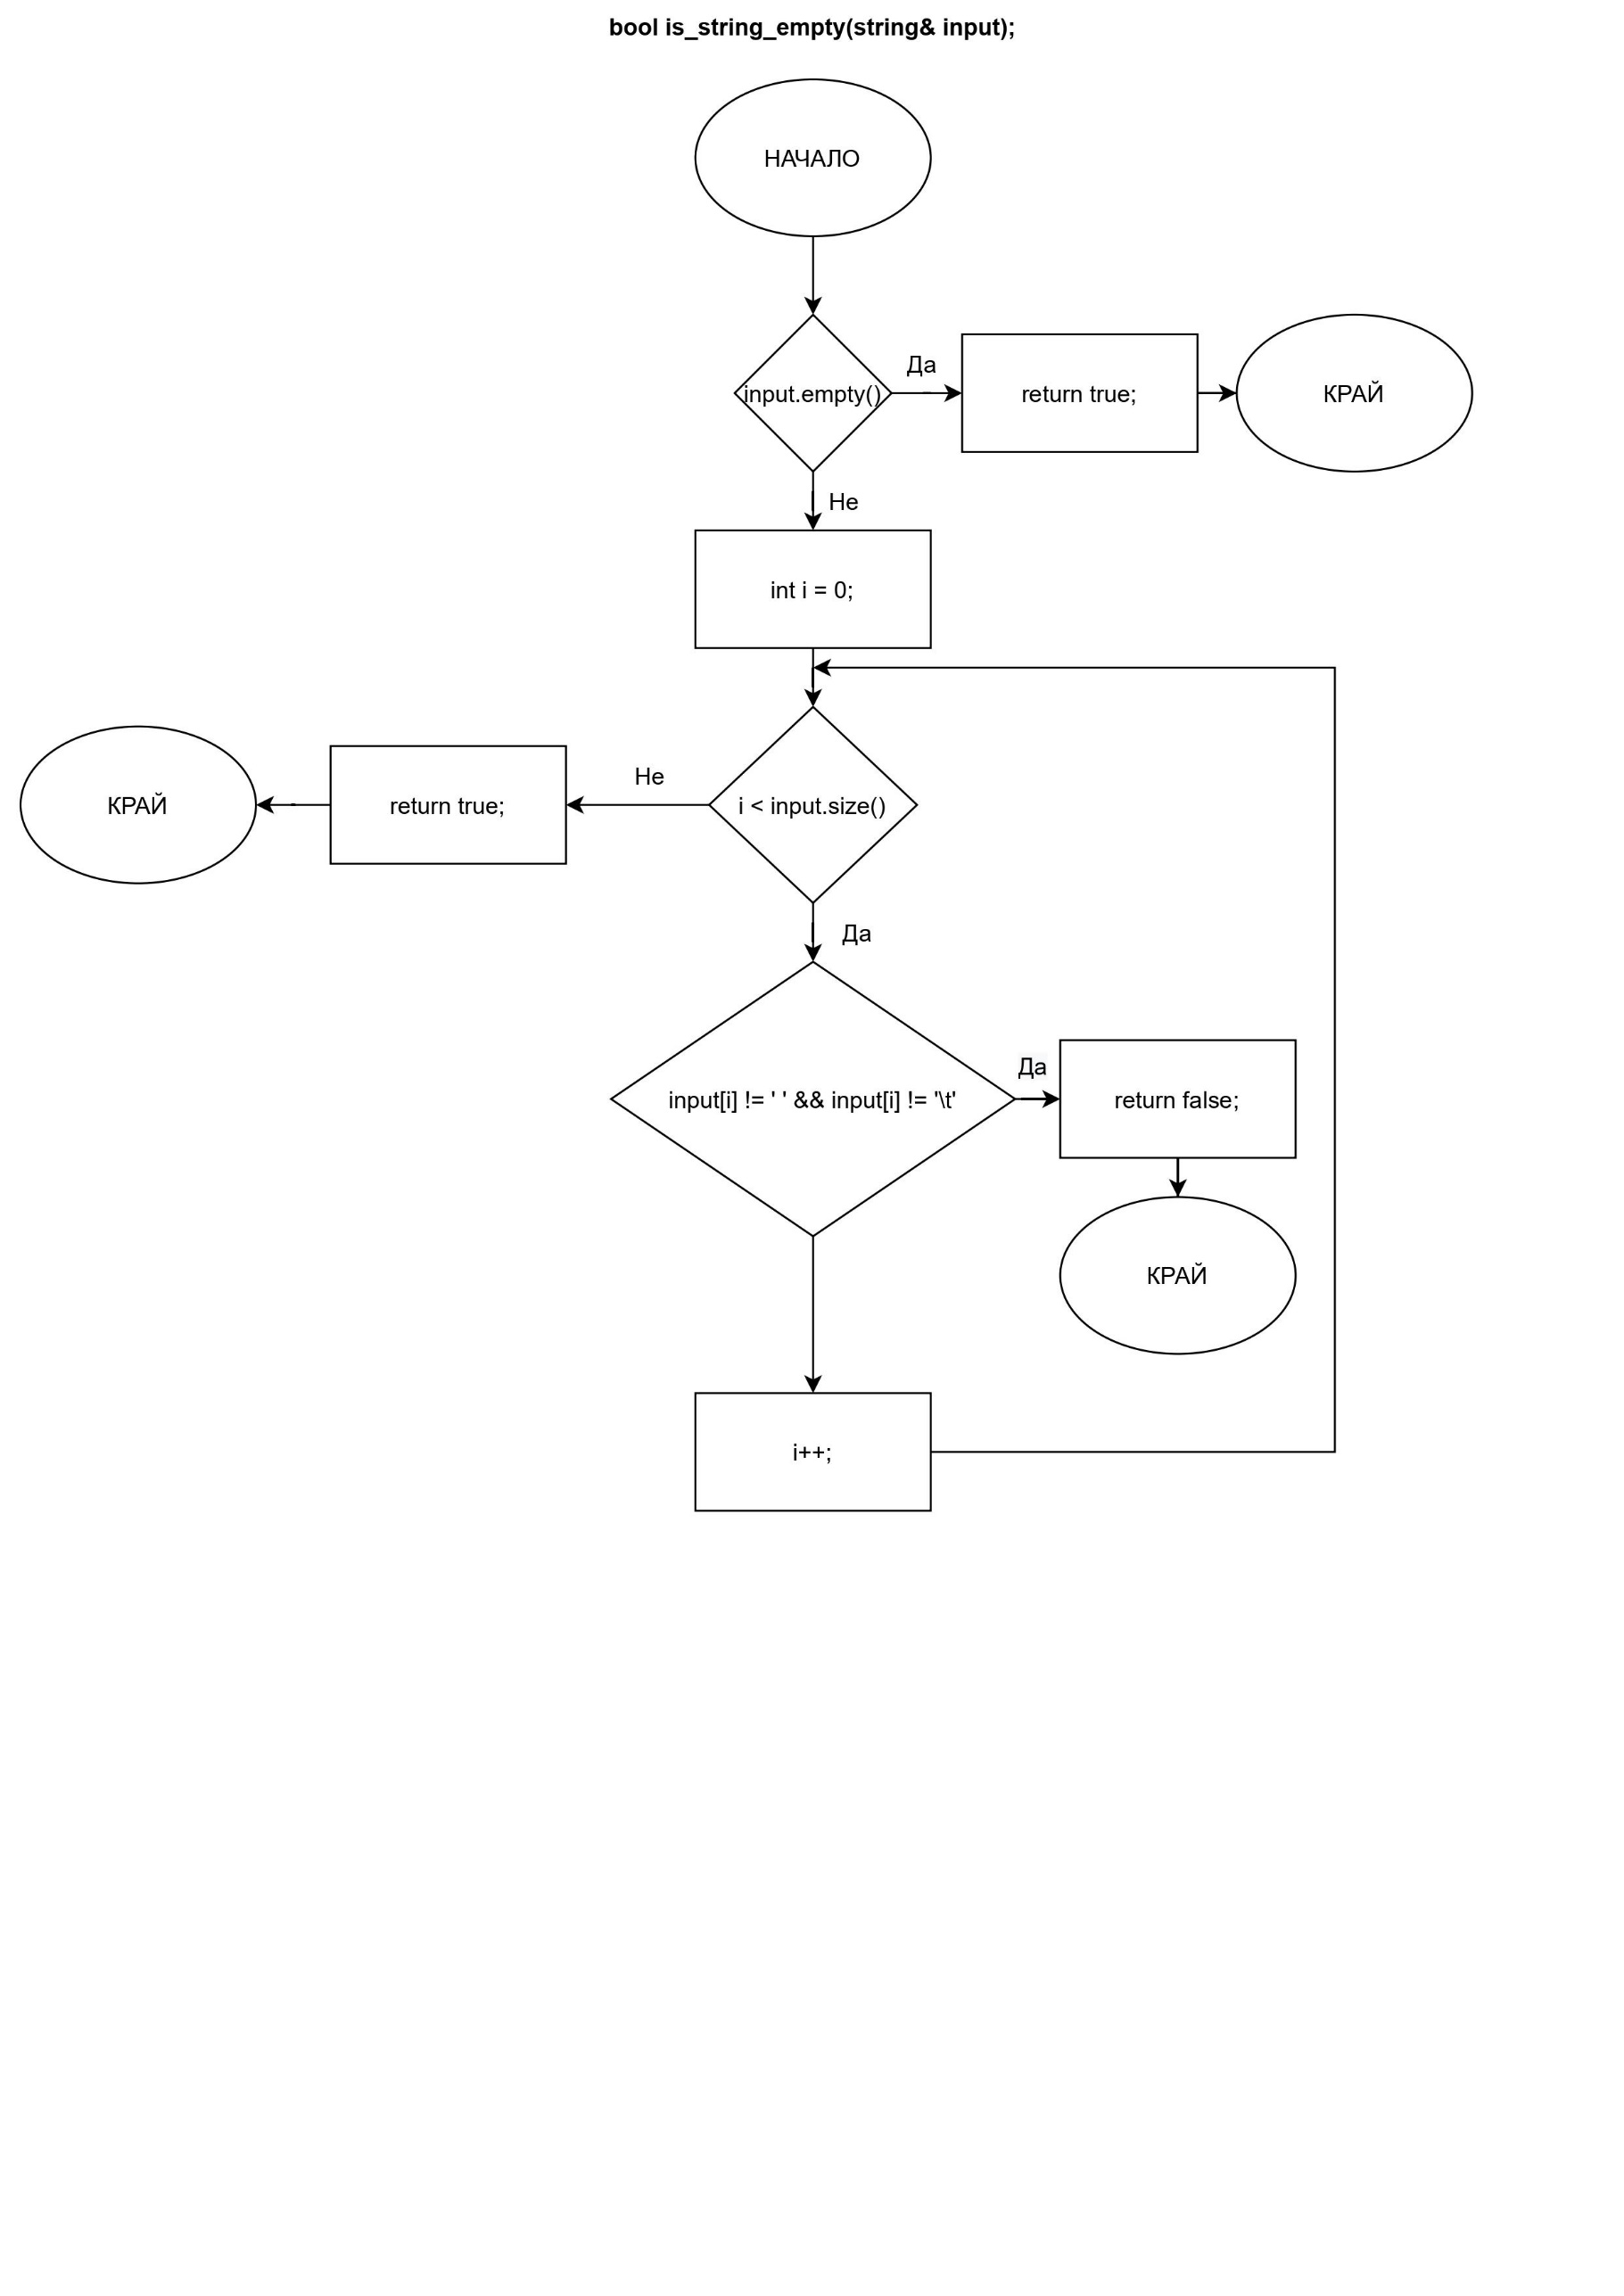 bool is_string_empty(string& input);
НАЧАЛО
Да
input.empty()
return true;
КРАЙ
Не
int i = 0;
Не
КРАЙ
return true;
i < input.size()
Да
Да
input[i] != ' ' && input[i] != '\t'
return false;
КРАЙ
i++;